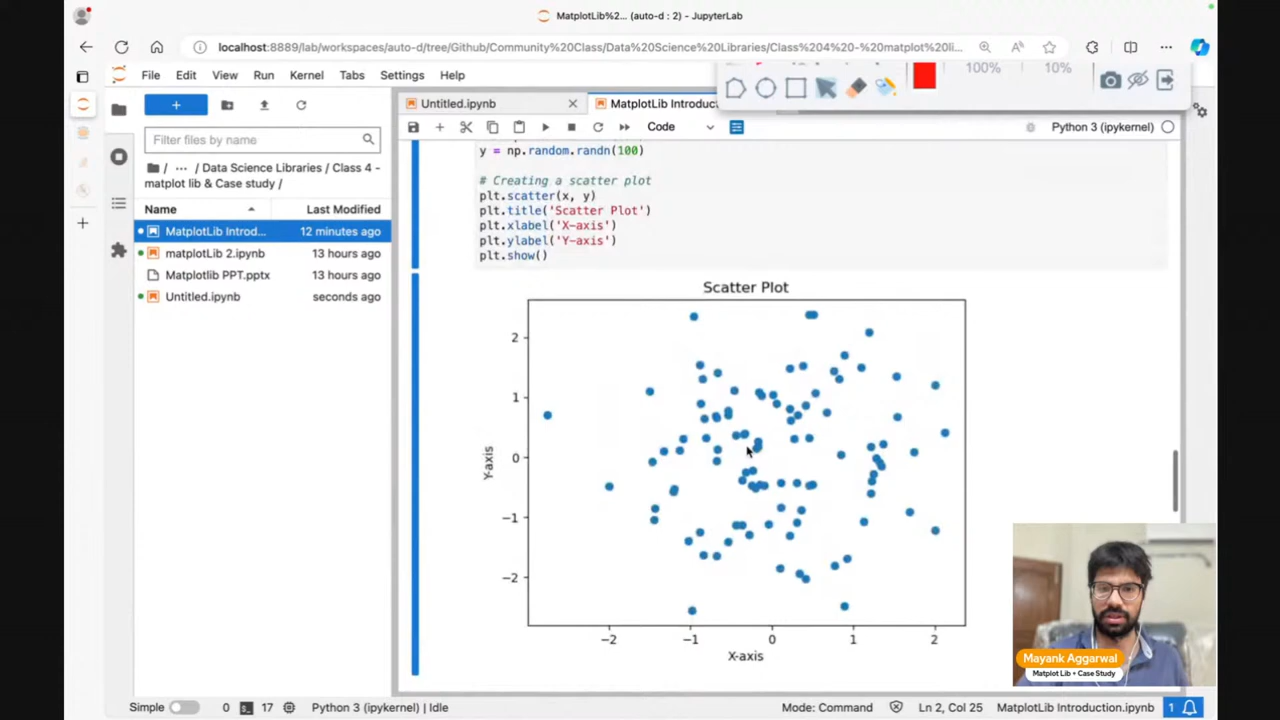 MatplotLib%2... (auto-d : 2) - JupyterLab
localhost:8889/lab/workspaces/auto-d/tree/Github/Community%20Class/Data%20Science%20Libraries/Class%204%20-%20matplot%20li...
File Edit View Run Kernel Tabs Settings Help
100% 10%
Untitled.ipynb
MatplotLib Introduc
Filter files by name
Code
Python 3 (ipykernel)
/ ... / Data Science Libraries / Class 4 -
matplot lib & Case study /
Name Last Modified
MatplotLib Introd... 12 minutes ago
matplotLib 2.ipynb 13 hours ago
Matplotlib PPT.pptx 13 hours ago
Untitled.ipynb seconds ago
y = np.random.randn(100)
# Creating a scatter plot
plt.scatter(x, y)
plt.title('Scatter Plot')
plt.xlabel('X-axis')
plt.ylabel('Y-axis')
plt.show()
Scatter Plot
2
1
0
−1
−2
Y-axis
−2 −1 0 1 2
X-axis
Mayank Aggarwal
Matplot Lib + Case Study
Simple 0 17 Python 3 (ipykernel) | Idle Mode: Command Ln 2, Col 25 MatplotLib Introduction.ipynb 1